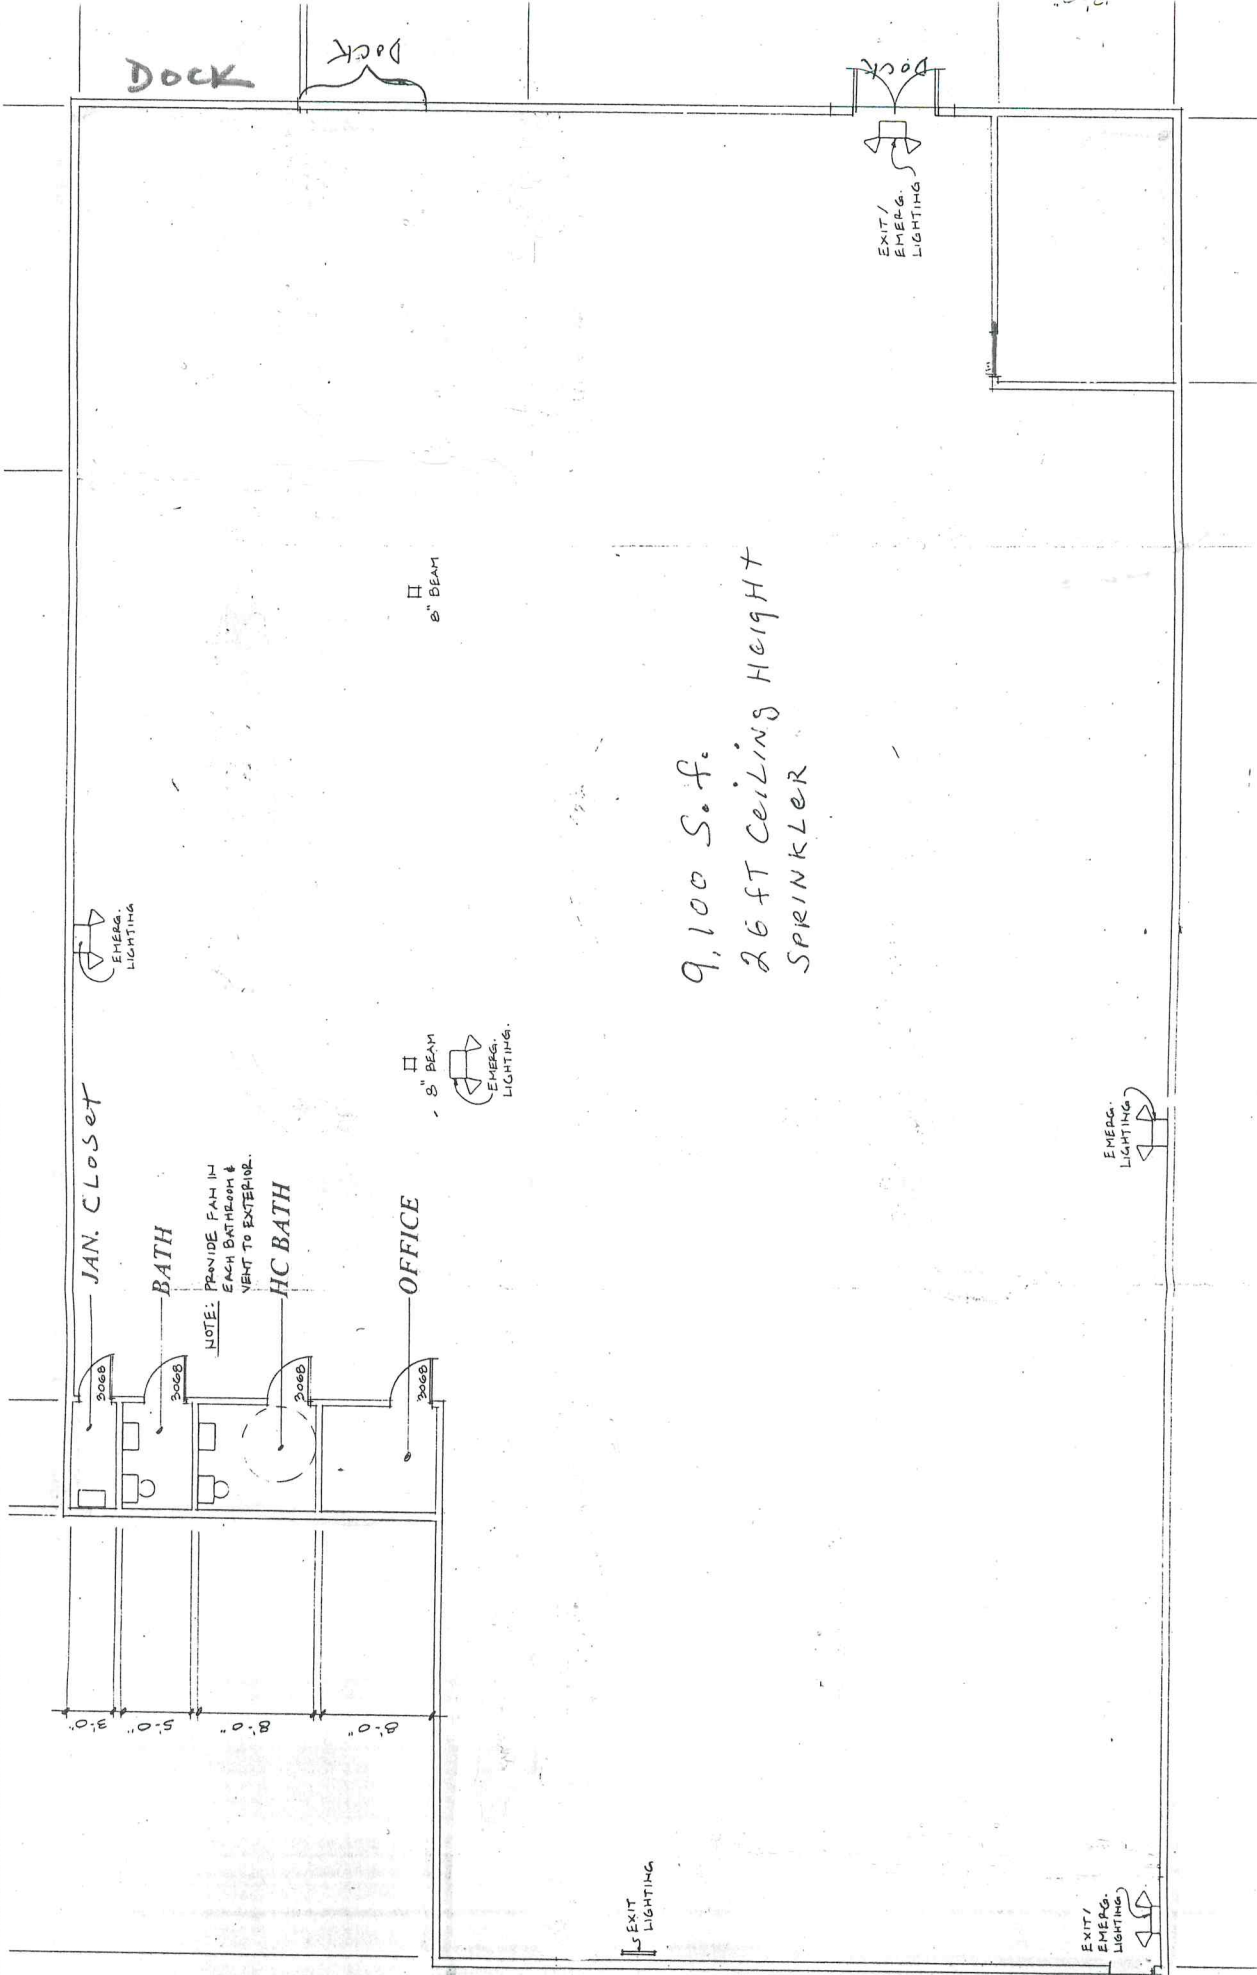 DOCK
DOCK
DOCK
EXIT/
EMERG.
LIGHTING
8" BEAM
9,100 S.f.
26 fT CeiLiNg HeigHt
SPRINKLeR
EMERG.
LIGHTING
8" BEAM
EMERG.
LIGHTING.
EMERG.
LIGHTING
JAN. CLOSet
BATH
NOTE: PROVIDE FAN IN
EACH BATHROOM &
VENT TO EXTERIOR.
HC BATH
OFFICE
3068
3068
3068
3068
3'-0"
5'-0"
8'-0"
8'-0"
EXIT
LIGHTING
EXIT/
EMERG.
LIGHTING